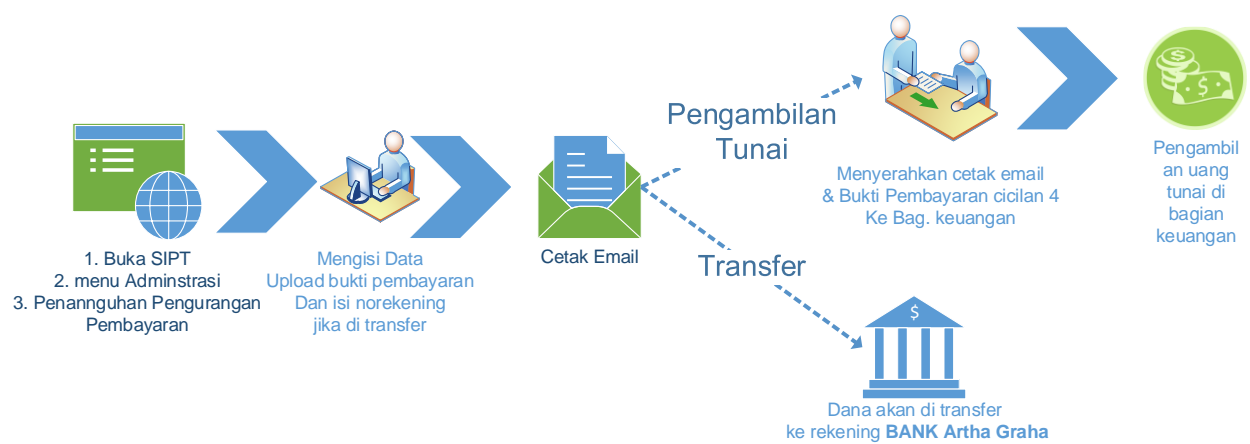 1. Buka SIPT
2. menu Adminstrasi
3. Penannguhan Pengurangan
Pembayaran
Mengisi Data
Upload bukti pembayaran
Dan isi norekening
jika di transfer
Cetak Email
Pengambilan
Tunai
Menyerahkan cetak email
& Bukti Pembayaran cicilan 4
Ke Bag. keuangan
Pengambil
an uang
tunai di
bagian
keuangan
Transfer
$
$
Dana akan di transfer
ke rekening BANK Artha Graha